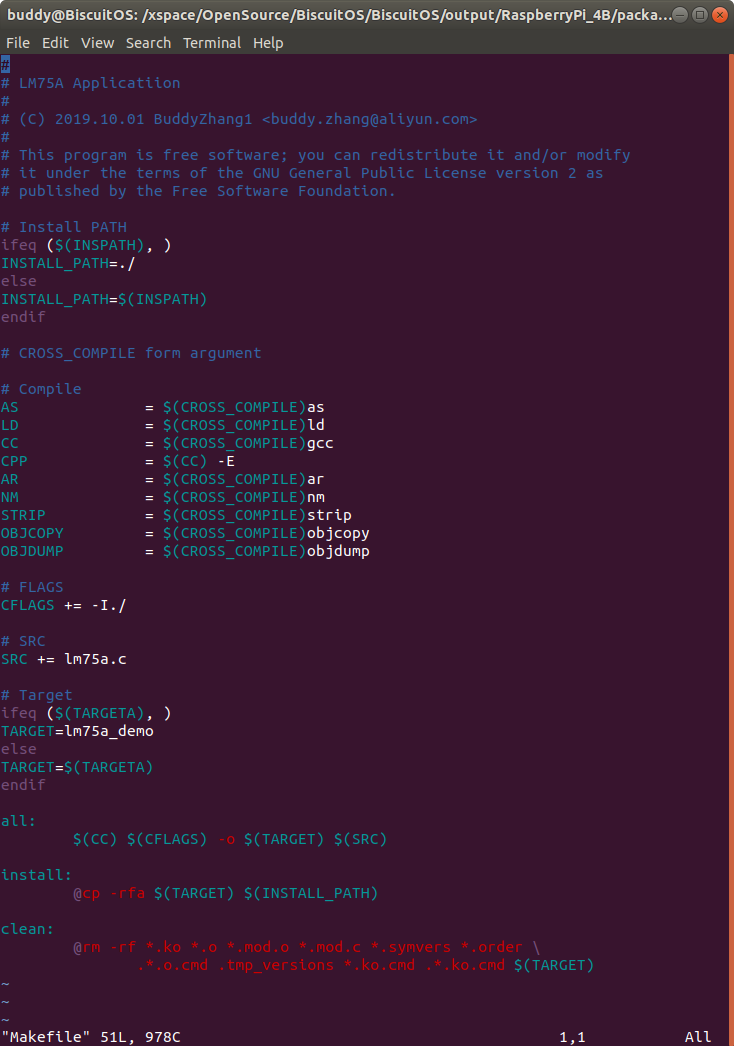 buddy@BiscuitOS: /xspace/OpenSource/BiscuitOS/BiscuitOS/output/RaspberryPi_4B/packa...
File Edit View Search Terminal Help
#
# LM75A Applicatiion
#
# (C) 2019.10.01 BuddyZhang1 <buddy.zhang@aliyun.com>
#
# This program is free software; you can redistribute it and/or modify
# it under the terms of the GNU General Public License version 2 as
# published by the Free Software Foundation.
# Install PATH
ifeq ($(INSPATH), )
INSTALL_PATH=./
else
INSTALL_PATH=$(INSPATH)
endif
# CROSS_COMPILE form argument
# Compile
AS = $(CROSS_COMPILE)as
LD = $(CROSS_COMPILE)ld
CC = $(CROSS_COMPILE)gcc
CPP = $(CC) -E
AR = $(CROSS_COMPILE)ar
NM = $(CROSS_COMPILE)nm
STRIP = $(CROSS_COMPILE)strip
OBJCOPY = $(CROSS_COMPILE)objcopy
OBJDUMP = $(CROSS_COMPILE)objdump
# FLAGS
CFLAGS += -I./
# SRC
SRC += lm75a.c
# Target
ifeq ($(TARGETA), )
TARGET=lm75a_demo
else
TARGET=$(TARGETA)
endif
all:
$(CC) $(CFLAGS) -o $(TARGET) $(SRC)
install:
@cp -rfa $(TARGET) $(INSTALL_PATH)
clean:
@rm -rf *.ko *.o *.mod.o *.mod.c *.symvers *.order \
.*.o.cmd .tmp_versions *.ko.cmd .*.ko.cmd $(TARGET)
~
~
~
"Makefile" 51L, 978C 1,1 All